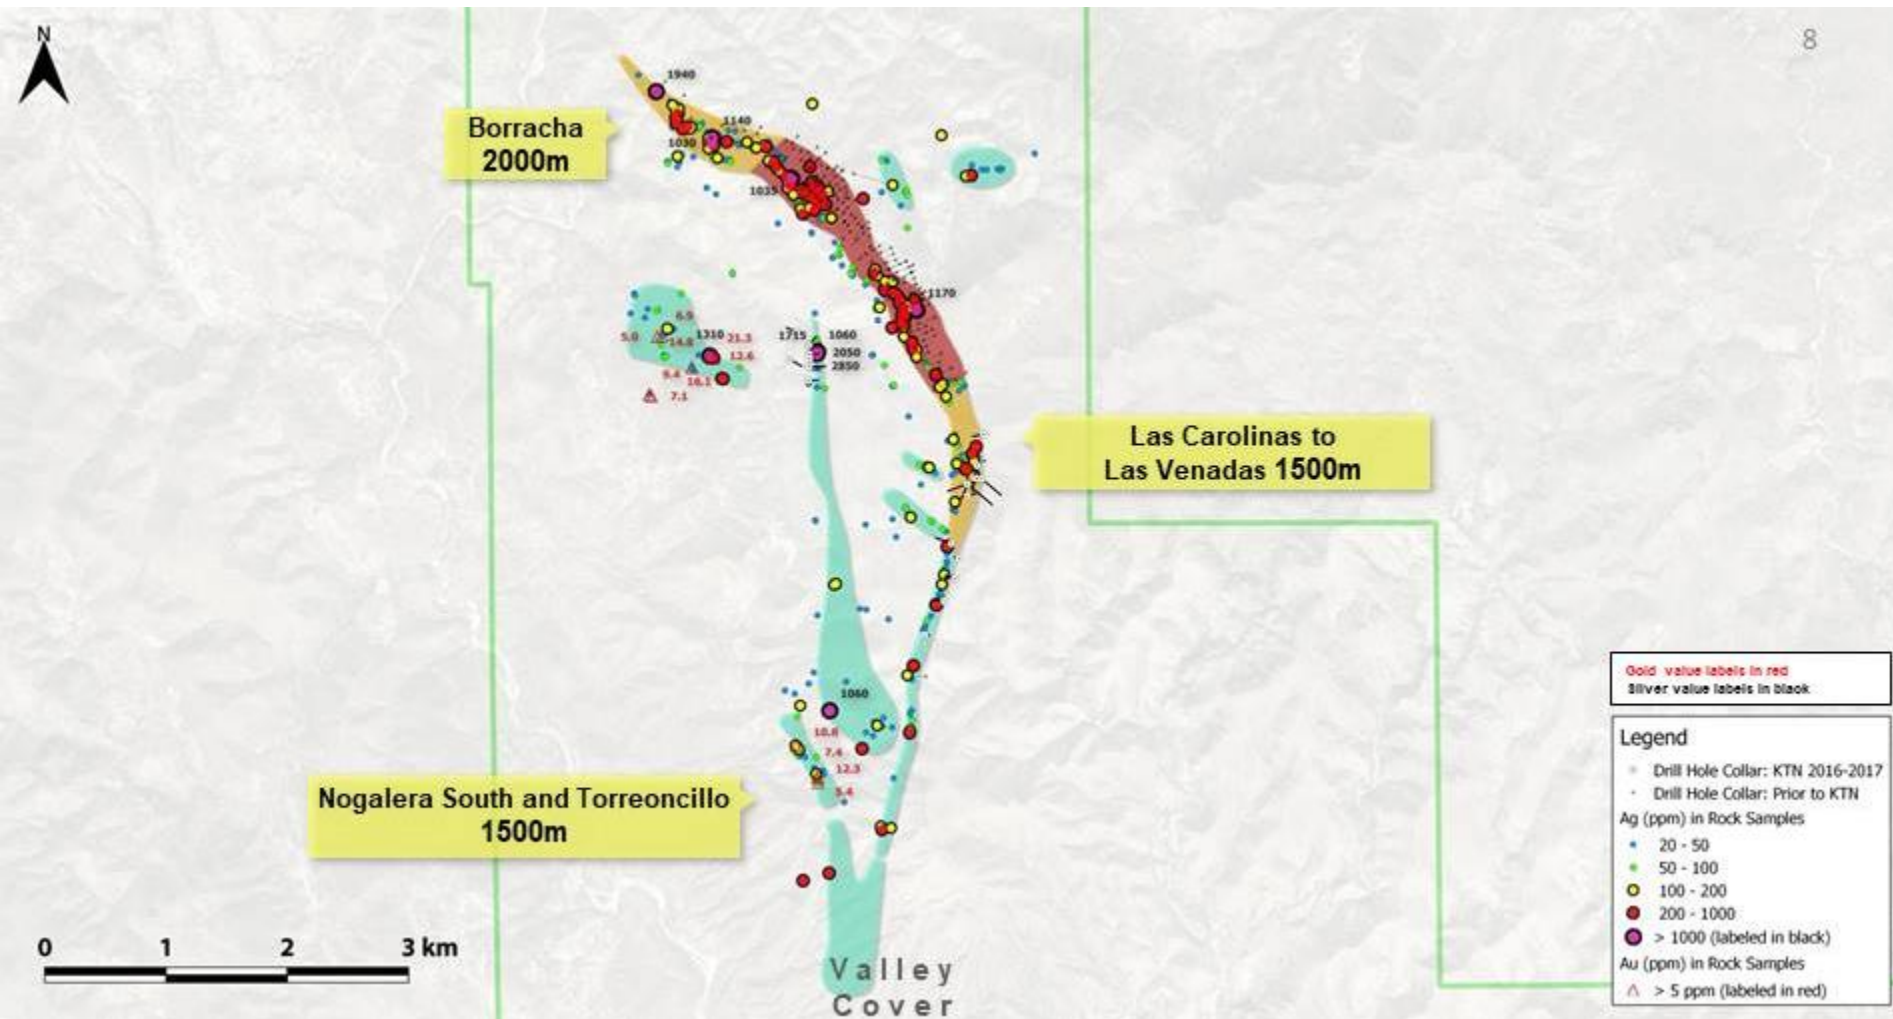 N
8
1940
Borracha
2000m
1140
1030
1035
1170
6.9
5.0
14.8
1310
21.3
12.6
9.4
16.1
7.1
1715
1060
2050
2850
Las Carolinas to
Las Venadas 1500m
1060
10.8
7.4
12.3
5.4
Nogalera South and Torreoncillo
1500m
Gold value labels in red
Silver value labels in black
Legend
Drill Hole Collar: KTN 2016-2017
Drill Hole Collar: Prior to KTN
Ag (ppm) in Rock Samples
20 - 50
50 - 100
100 - 200
200 - 1000
> 1000 (labeled in black)
Au (ppm) in Rock Samples
> 5 ppm (labeled in red)
0 1 2 3 km
Valley
Cover